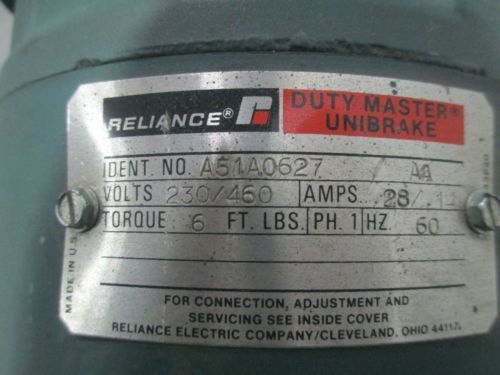 RELIANCE®
DUTY MASTER®
UNIBRAKE
IDENT. NO. A51A0627 AA
VOLTS 230/460 AMPS .28/.14
TORQUE 6 FT. LBS. PH. 1 HZ. 60
MADE IN U.S.
FOR CONNECTION, ADJUSTMENT AND
SERVICING SEE INSIDE COVER
RELIANCE ELECTRIC COMPANY/CLEVELAND, OHIO 44117